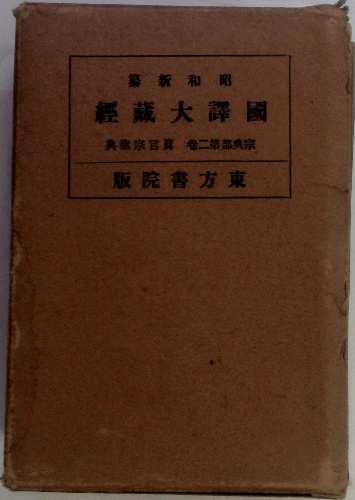 昭和新纂
國譯大藏經
宗典部第二卷 眞言宗聖典
東方書院版